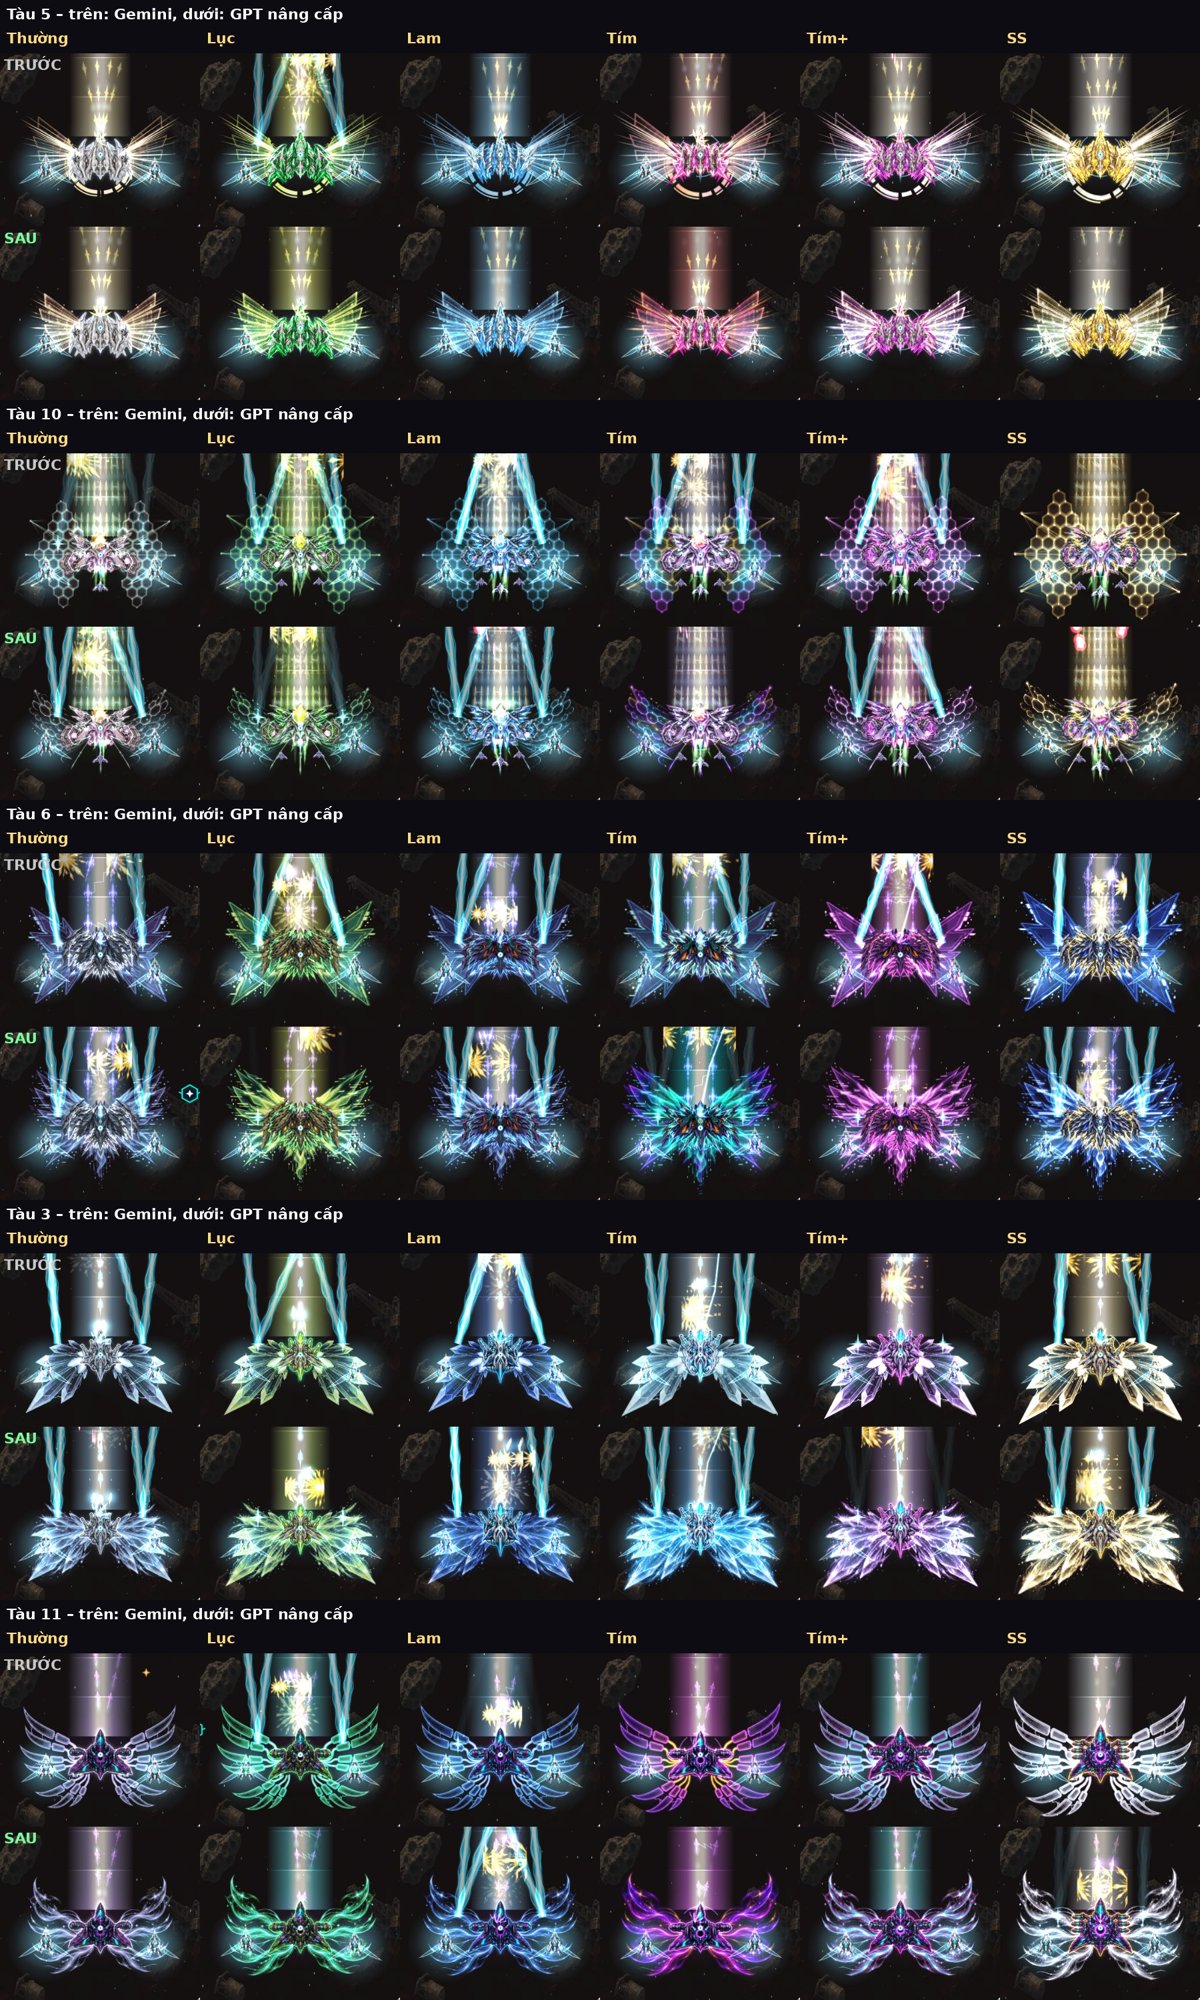 Tàu 5 – trên: Gemini, dưới: GPT nâng cấp
Thường Lục Lam Tím Tím+ SS
TRƯỚC
SAU
Tàu 10 – trên: Gemini, dưới: GPT nâng cấp
Thường Lục Lam Tím Tím+ SS
TRƯỚC
SAU
Tàu 6 – trên: Gemini, dưới: GPT nâng cấp
Thường Lục Lam Tím Tím+ SS
TRƯỚC
SAU
Tàu 3 – trên: Gemini, dưới: GPT nâng cấp
Thường Lục Lam Tím Tím+ SS
TRƯỚC
SAU
Tàu 11 – trên: Gemini, dưới: GPT nâng cấp
Thường Lục Lam Tím Tím+ SS
TRƯỚC
SAU